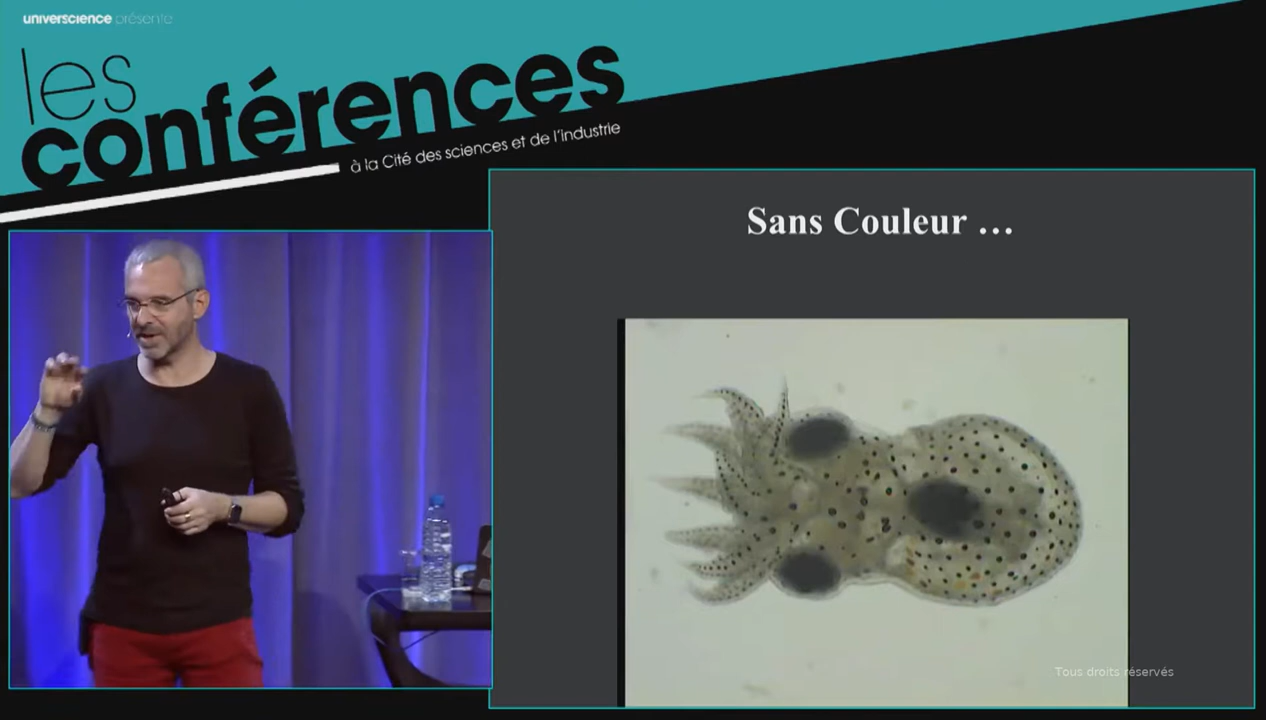 universcience présente
les
conférences
à la Cité des sciences et de l'industrie
Sans Couleur ...
Tous droits réservés